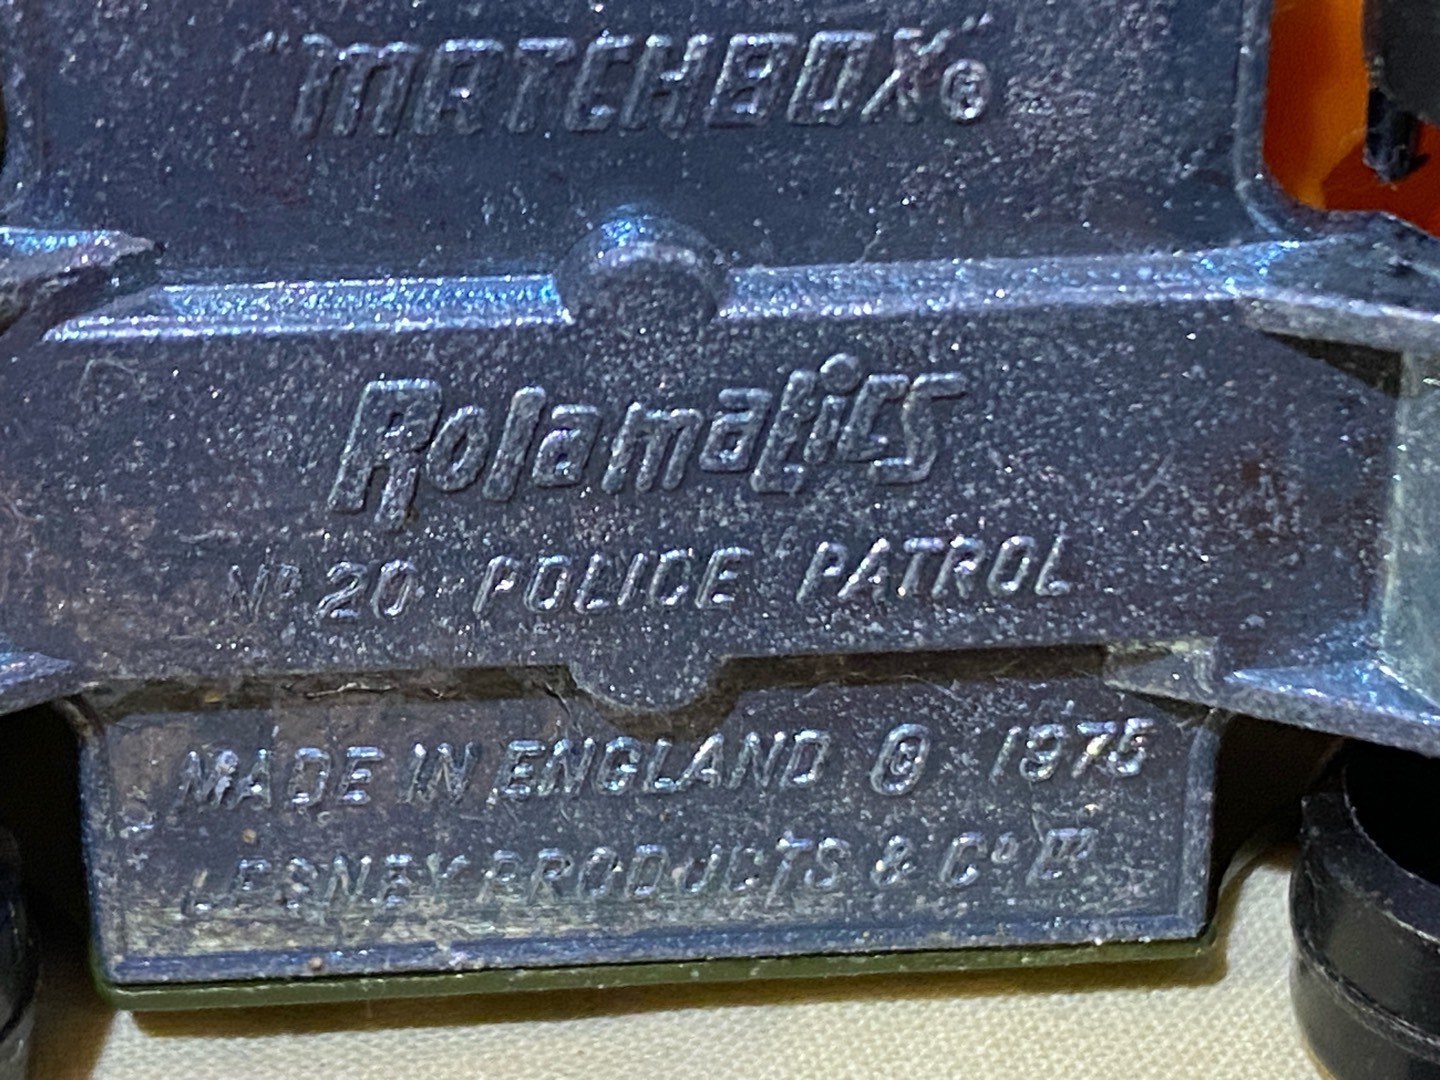 "MATCHBOX®
Rolamatics
Nº 20 POLICE PATROL
MADE IN ENGLAND © 1975
LESNEY PRODUCTS & Cº LTD